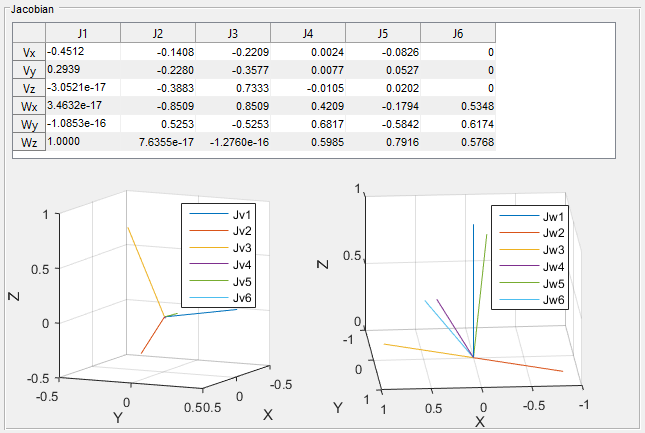 Jacobian
J1 J2 J3 J4 J5 J6
Vx -0.4512 -0.1408 -0.2209 0.0024 -0.0826 0
Vy 0.2939 -0.2280 -0.3577 0.0077 0.0527 0
Vz -3.0521e-17 -0.3883 0.7333 -0.0105 0.0202 0
Wx 3.4632e-17 -0.8509 0.8509 0.4209 -0.1794 0.5348
Wy -1.0853e-16 0.5253 -0.5253 0.6817 -0.5842 0.6174
Wz 1.0000 7.6355e-17 -1.2760e-16 0.5985 0.7916 0.5768
1
0.5
0
-0.5
Z
-0.5
0
0.5
Y
0.5
0
-0.5
X
Jv1
Jv2
Jv3
Jv4
Jv5
Jv6
1
0.5
0
Z
-1
0
1
Y
1
0.5
0
-0.5
-1
X
Jw1
Jw2
Jw3
Jw4
Jw5
Jw6